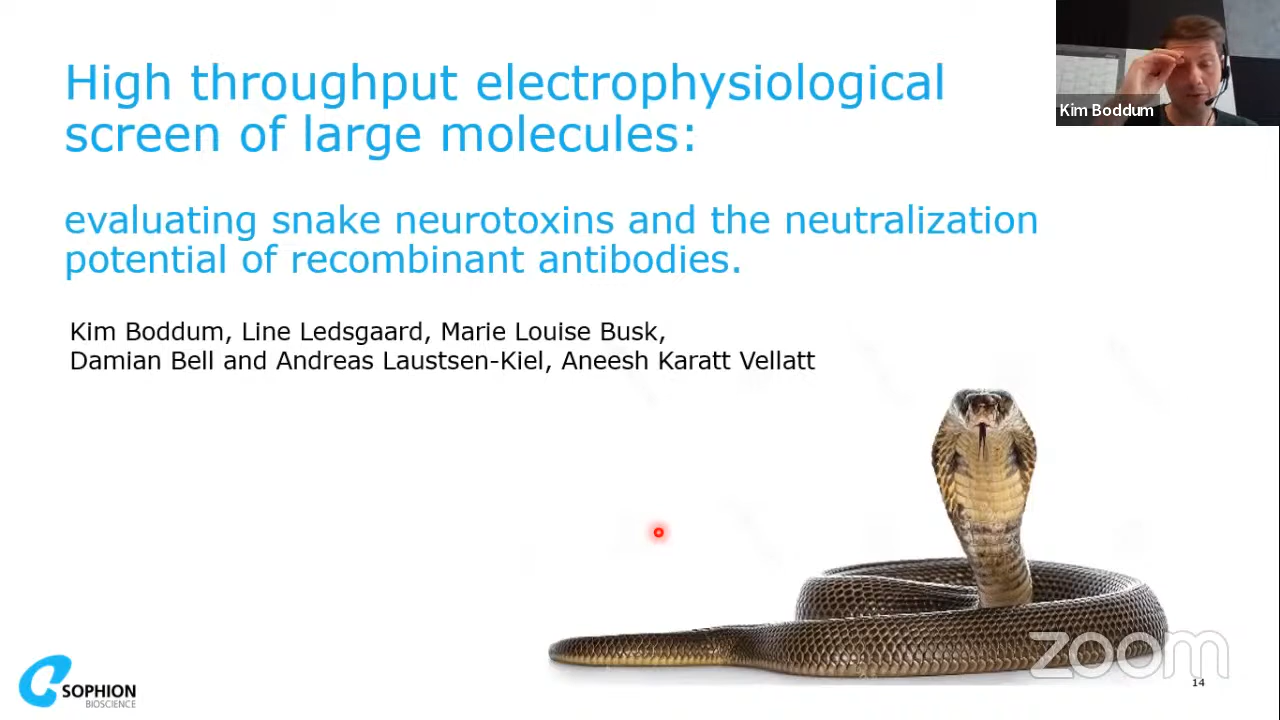 High throughput electrophysiological
screen of large molecules:
evaluating snake neurotoxins and the neutralization
potential of recombinant antibodies.
Kim Boddum, Line Ledsgaard, Marie Louise Busk,
Damian Bell and Andreas Laustsen-Kiel, Aneesh Karatt Vellatt
Kim Boddum
zoom
14
SOPHION
BIOSCIENCE